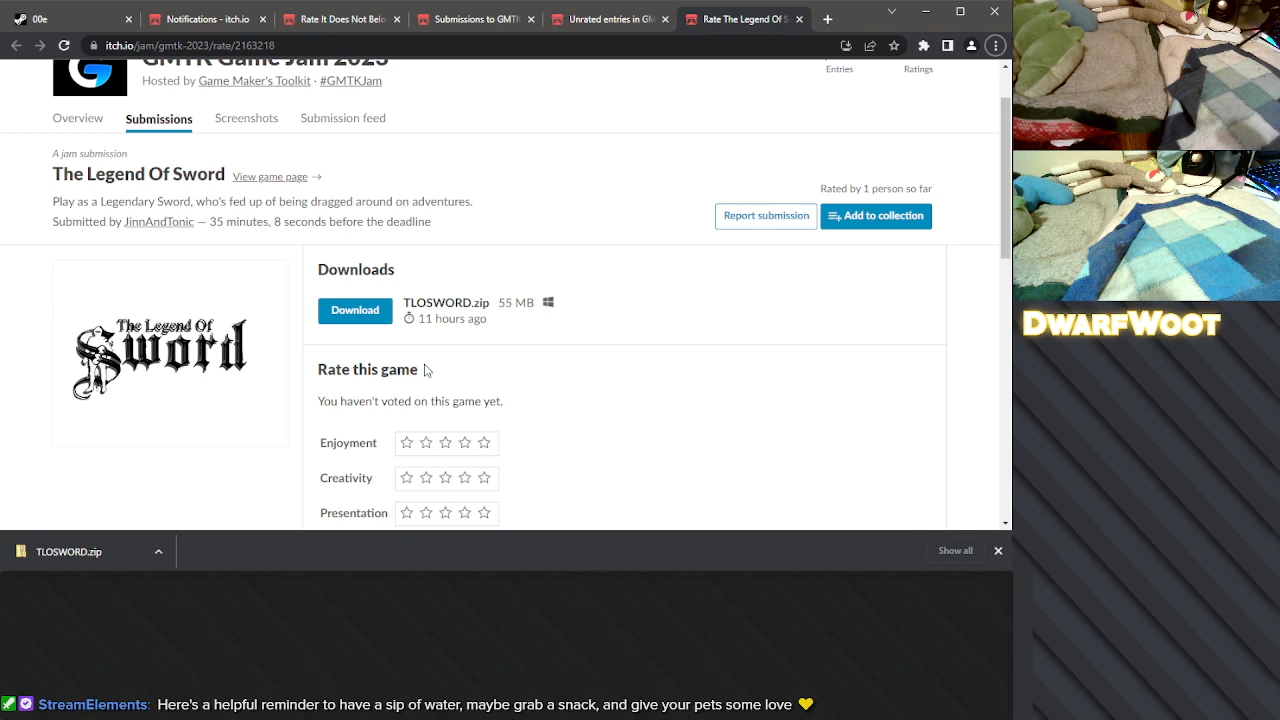 00e
Notifications - itch.io
Rate It Does Not Belo
Submissions to GMTK
Unrated entries in GM
Rate The Legend Of S
itch.io/jam/gmtk-2023/rate/2163218
GMTK Game Jam 2023
Hosted by Game Maker's Toolkit · #GMTKJam
Entries
Ratings
Overview
Submissions
Screenshots
Submission feed
A jam submission
The Legend Of Sword View game page →
Play as a Legendary Sword, who's fed up of being dragged around on adventures.
Submitted by JinnAndTonic — 35 minutes, 8 seconds before the deadline
Rated by 1 person so far
Report submission
Add to collection
The Legend Of
Sword
Downloads
Download
TLOSWORD.zip 55 MB
11 hours ago
Rate this game
You haven't voted on this game yet.
Enjoyment
Creativity
Presentation
TLOSWORD.zip
Show all
DwarfWoot
StreamElements: Here's a helpful reminder to have a sip of water, maybe grab a snack, and give your pets some love 💛